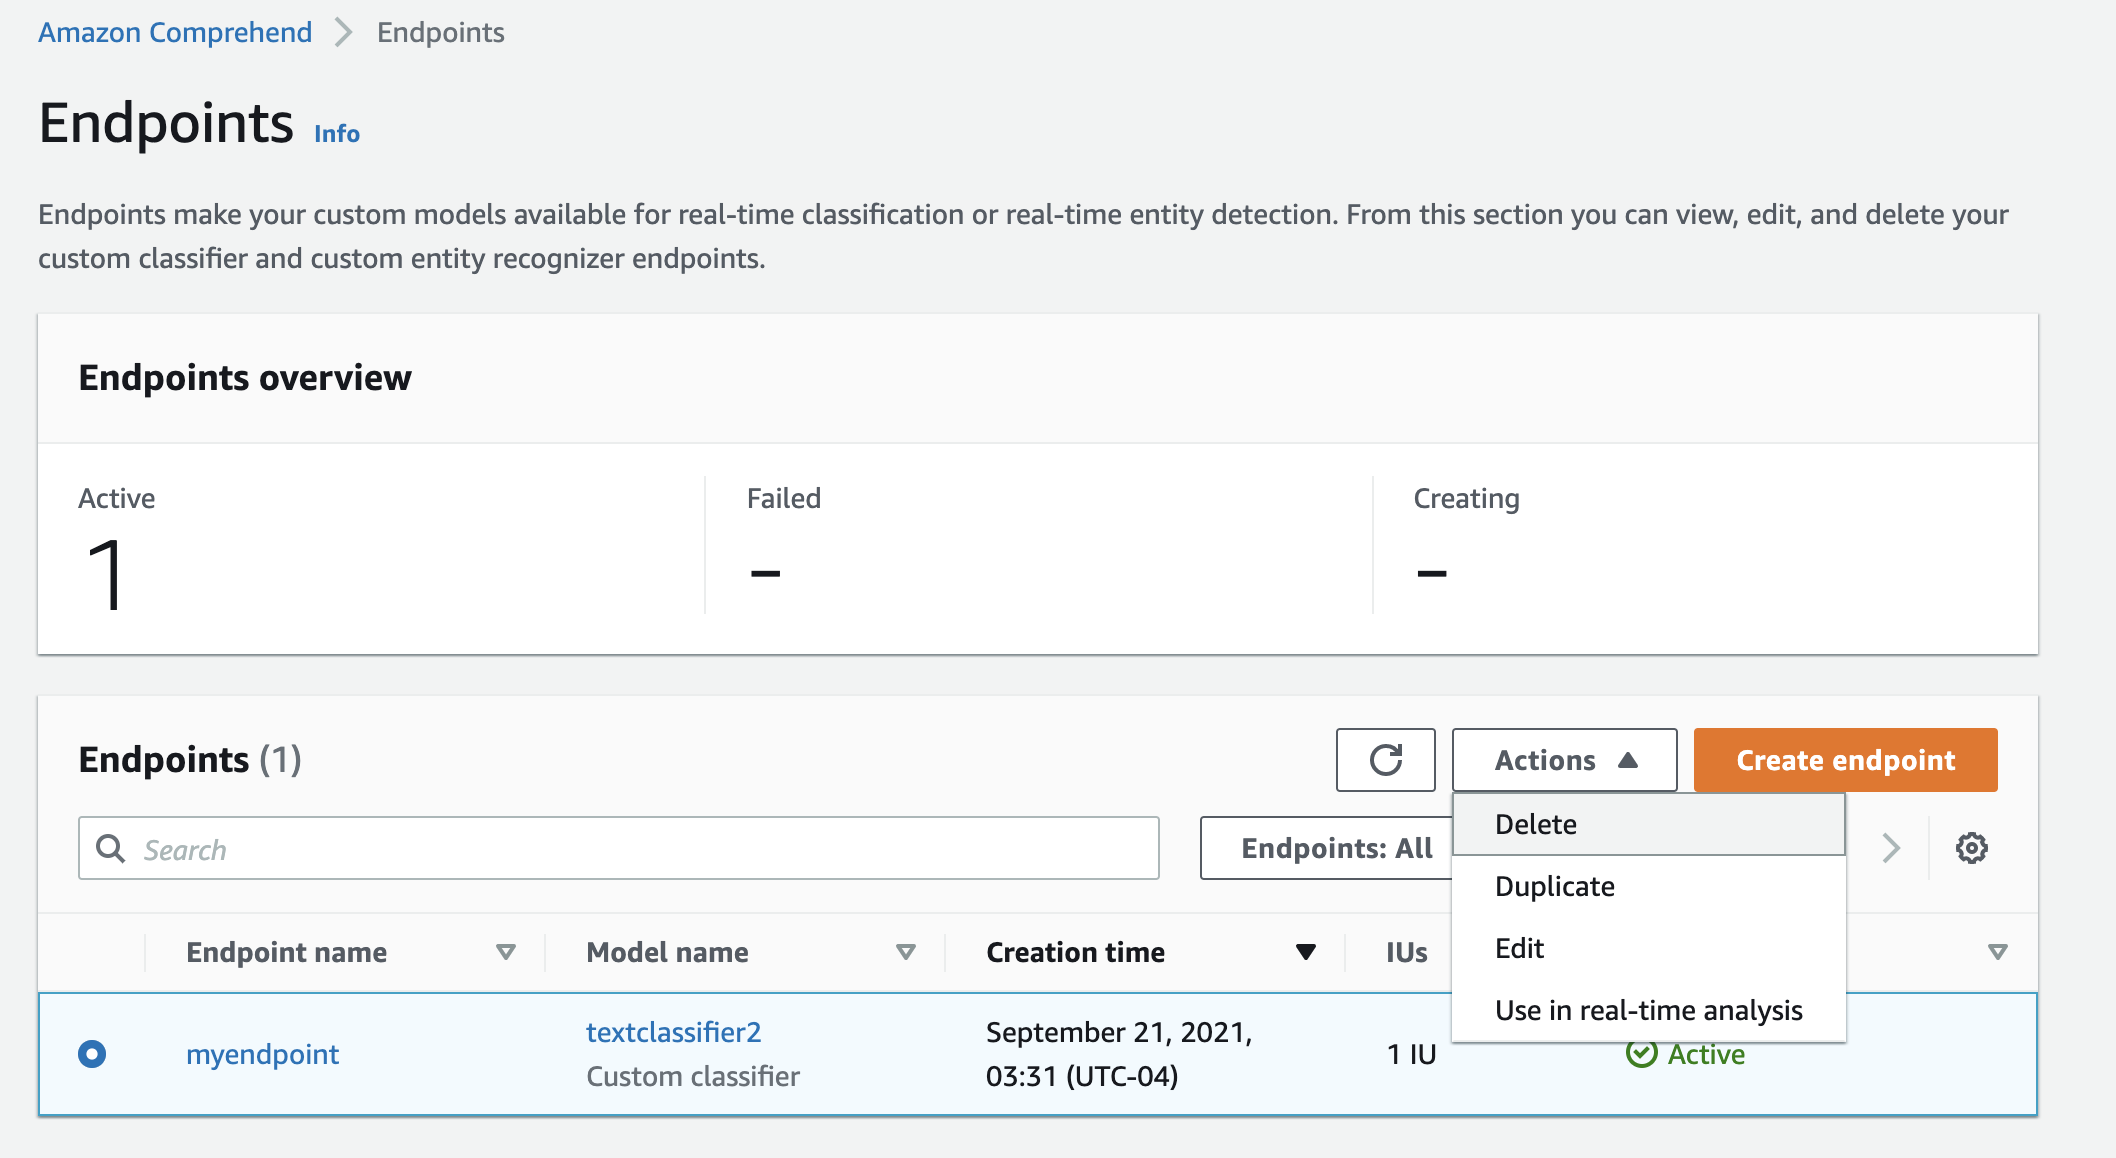 Amazon Comprehend > Endpoints
Endpoints Info
Endpoints make your custom models available for real-time classification or real-time entity detection. From this section you can view, edit, and delete your
custom classifier and custom entity recognizer endpoints.
Endpoints overview
Active
1
Failed
–
Creating
–
Endpoints (1)
Actions
Create endpoint
Search
Endpoints: All
Delete
Duplicate
Edit
Use in real-time analysis
Endpoint name
Model name
Creation time
IUs
myendpoint
textclassifier2
Custom classifier
September 21, 2021,
03:31 (UTC-04)
1 IU
Active